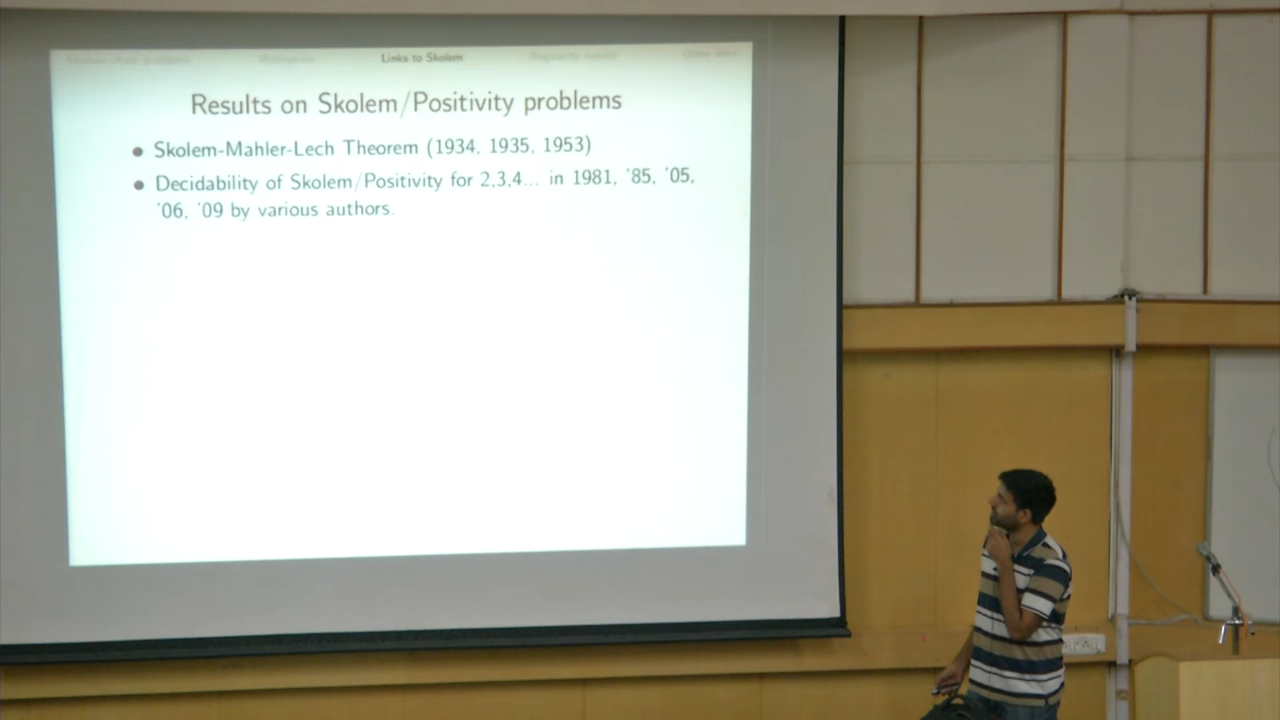 Links to Skolem
Results on Skolem/Positivity problems
Skolem-Mahler-Lech Theorem (1934, 1935, 1953)
Decidability of Skolem/Positivity for 2,3,4... in 1981, '85, '05,
'06, '09 by various authors.